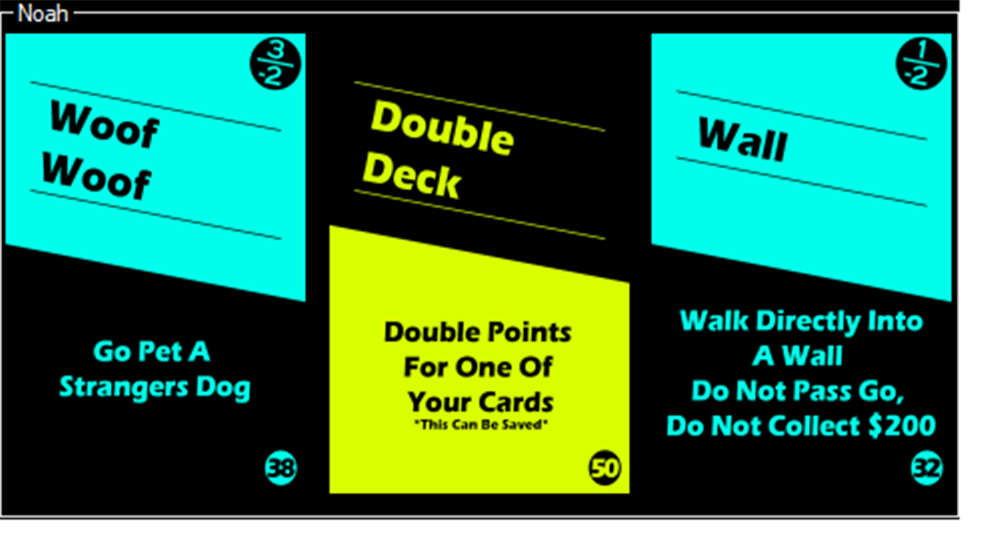 Noah
3
-2
Woof
Woof
Go Pet A
Strangers Dog
38
Double
Deck
Double Points
For One Of
Your Cards
*This Can Be Saved*
50
1
-2
Wall
Walk Directly Into
A Wall
Do Not Pass Go,
Do Not Collect $200
32